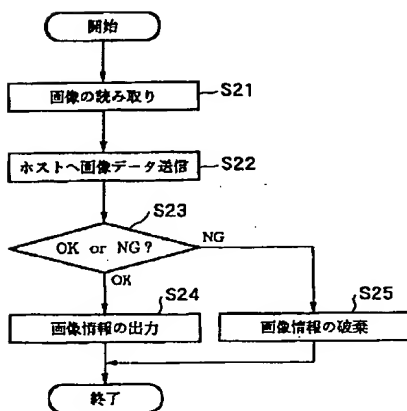 開始
画像の読み取り
S21
ホストへ画像データ送信
S22
S23
OK or NG?
NG
OK
S24
画像情報の出力
S25
画像情報の破棄
終了